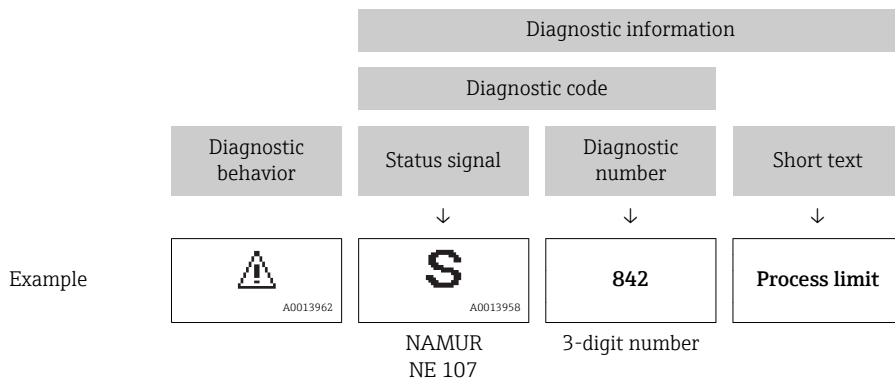 Diagnostic information
Diagnostic code
Diagnostic
behavior
Status signal
Diagnostic
number
Short text
↓ ↓ ↓
Example
A0013962
S
A0013958
842
Process limit
NAMUR
NE 107
3-digit number